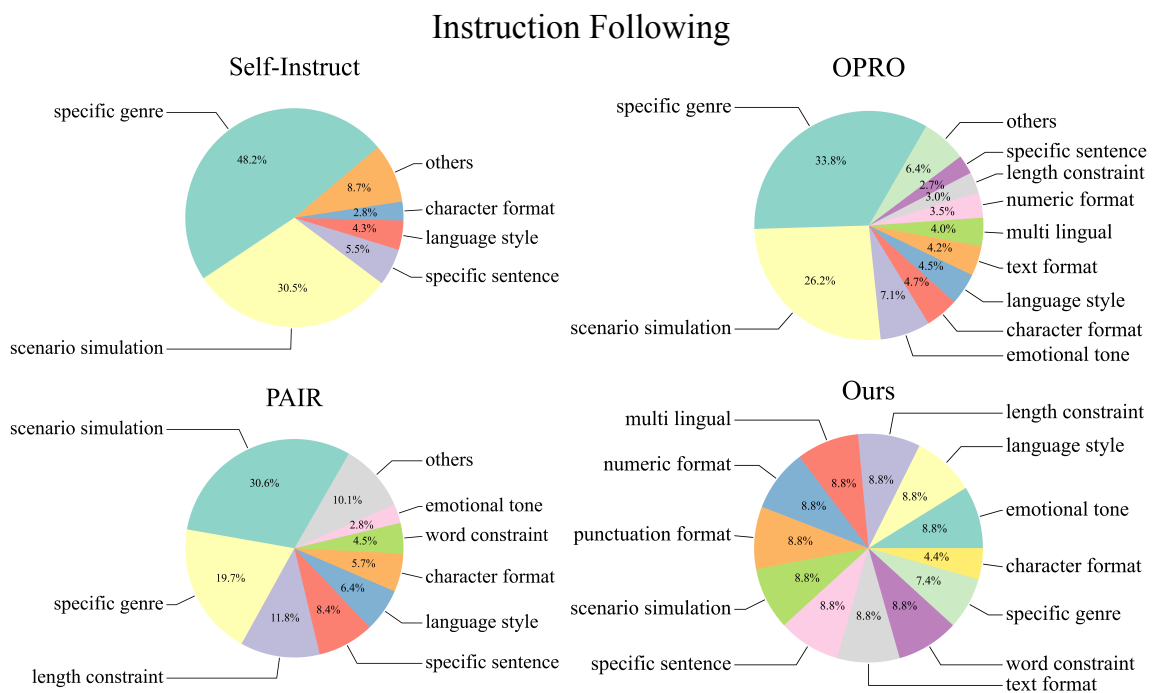 Instruction Following
Self-Instruct
specific genre
48.2%
others
8.7%
character format
2.8%
language style
4.3%
specific sentence
5.5%
scenario simulation
30.5%
OPRO
specific genre
33.8%
others
6.4%
specific sentence
2.7%
length constraint
3.0%
numeric format
3.5%
multi lingual
4.0%
text format
4.2%
language style
4.5%
character format
4.7%
emotional tone
7.1%
scenario simulation
26.2%
PAIR
scenario simulation
30.6%
others
10.1%
emotional tone
2.8%
word constraint
4.5%
character format
5.7%
language style
6.4%
specific sentence
8.4%
length constraint
11.8%
specific genre
19.7%
Ours
length constraint
8.8%
language style
8.8%
emotional tone
8.8%
character format
4.4%
specific genre
7.4%
word constraint
8.8%
text format
8.8%
specific sentence
8.8%
scenario simulation
8.8%
punctuation format
8.8%
numeric format
8.8%
multi lingual
8.8%